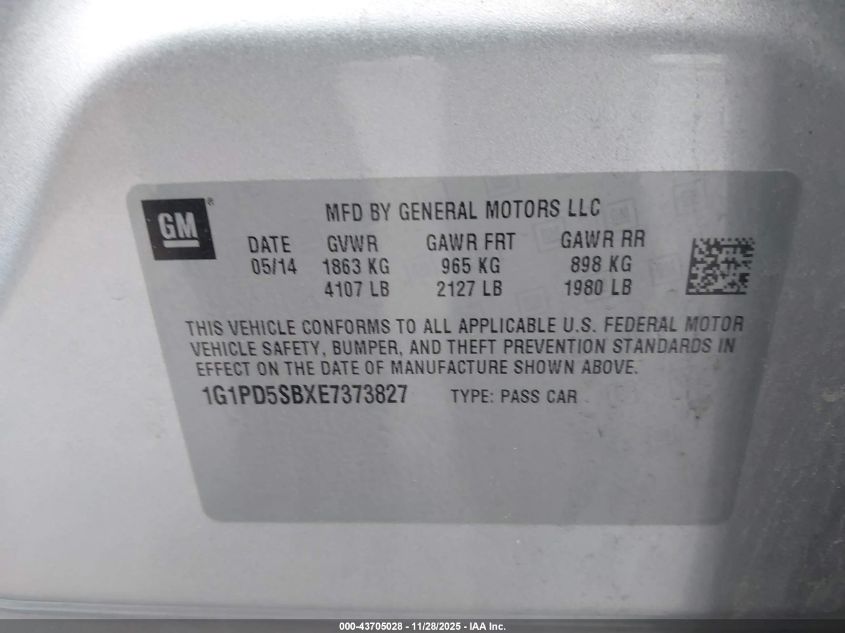 GM®
MFD BY GENERAL MOTORS LLC
DATE GVWR GAWR FRT GAWR RR
05/14 1863 KG 965 KG 898 KG
4107 LB 2127 LB 1980 LB
THIS VEHICLE CONFORMS TO ALL APPLICABLE U.S. FEDERAL MOTOR
VEHICLE SAFETY, BUMPER, AND THEFT PREVENTION STANDARDS IN
EFFECT ON THE DATE OF MANUFACTURE SHOWN ABOVE.
1G1PD5SBXE7373827 TYPE: PASS CAR
000-43705028 - 11/28/2025 - IAA Inc.